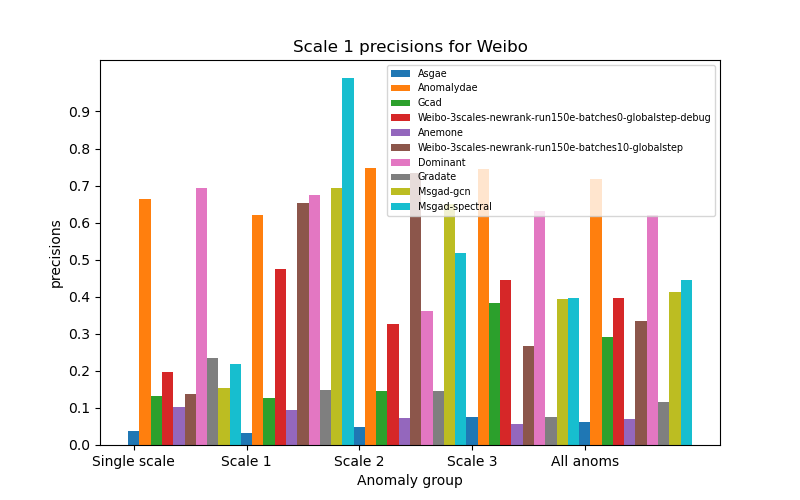 Scale 1 precisions for Weibo
Asgae
Anomalydae
Gcad
Weibo-3scales-newrank-run150e-batches0-globalstep-debug
Anemone
Weibo-3scales-newrank-run150e-batches10-globalstep
Dominant
Gradate
Msgad-gcn
Msgad-spectral
precisions
0.9
0.8
0.7
0.6
0.5
0.4
0.3
0.2
0.1
0.0
Single scale
Scale 1
Scale 2
Scale 3
All anoms
Anomaly group